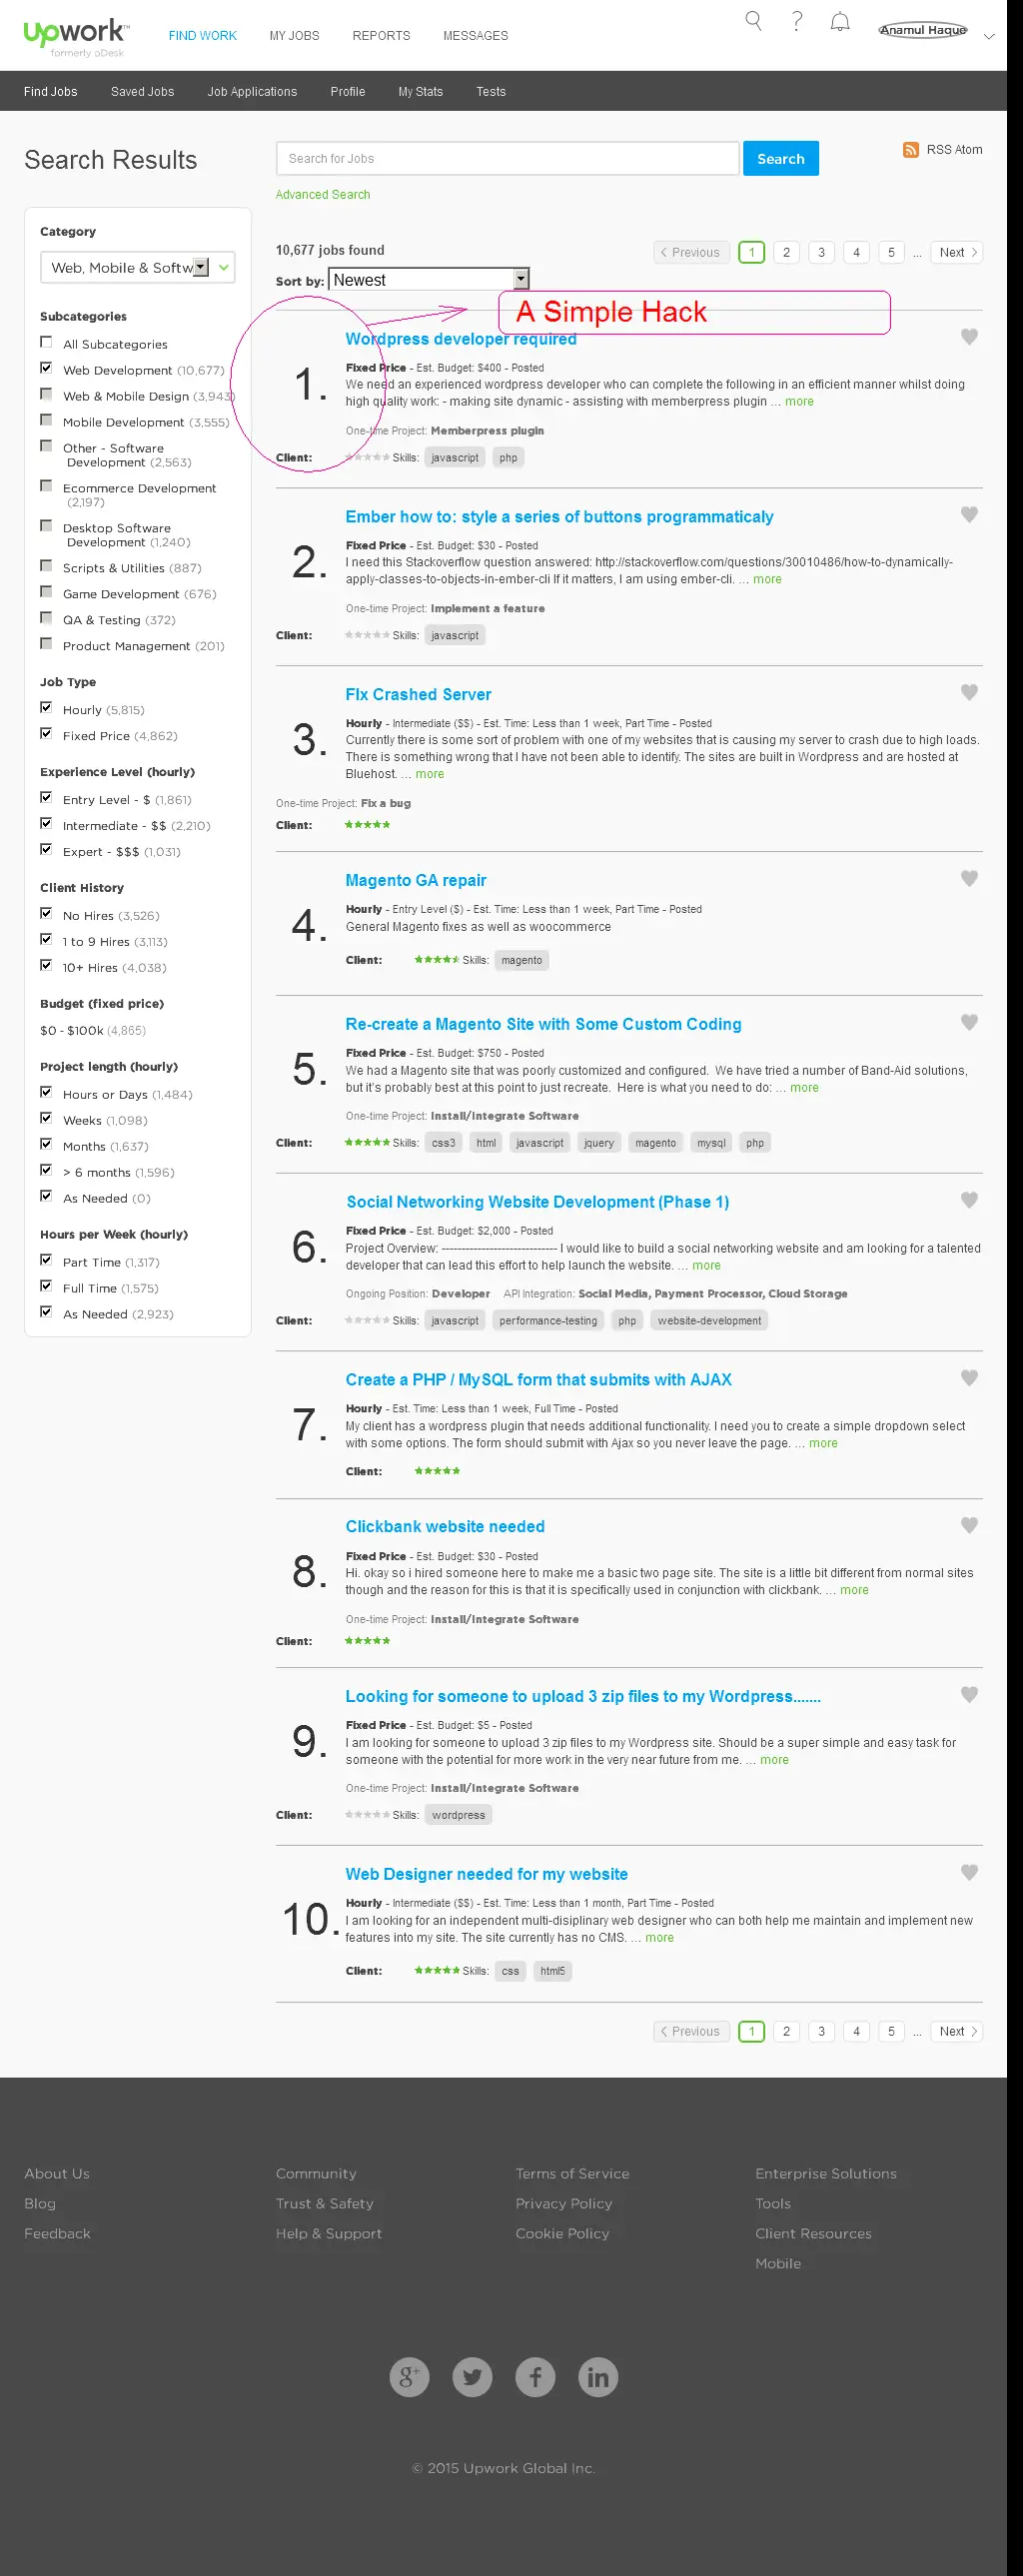 upwork™
formerly oDesk
FIND WORK MY JOBS REPORTS MESSAGES
Anamul Haque
Find Jobs Saved Jobs Job Applications Profile My Stats Tests
Search Results
Search for Jobs
Search
RSS Atom
Advanced Search
Category
Web, Mobile & Softw
Subcategories
All Subcategories
Web Development (10,677)
Web & Mobile Design (3,943)
Mobile Development (3,555)
Other - Software
Development (2,563)
Ecommerce Development
(2,197)
Desktop Software
Development (1,240)
Scripts & Utilities (887)
Game Development (676)
QA & Testing (372)
Product Management (201)
Job Type
Hourly (5,815)
Fixed Price (4,862)
Experience Level (hourly)
Entry Level - $ (1,861)
Intermediate - $$ (2,210)
Expert - $$$ (1,031)
Client History
No Hires (3,526)
1 to 9 Hires (3,113)
10+ Hires (4,038)
Budget (fixed price)
$0 - $100k (4,865)
Project length (hourly)
Hours or Days (1,484)
Weeks (1,098)
Months (1,637)
> 6 months (1,596)
As Needed (0)
Hours per Week (hourly)
Part Time (1,317)
Full Time (1,575)
As Needed (2,923)
10,677 jobs found
Previous 1 2 3 4 5 ... Next
Sort by: Newest
A Simple Hack
1.
Wordpress developer required
Fixed Price - Est. Budget: $400 - Posted
We need an experienced wordpress developer who can complete the following in an efficient manner whilst doing
high quality work: - making site dynamic - assisting with memberpress plugin ... more
One-time Project: Memberpress plugin
Client: Skills: javascript php
2.
Ember how to: style a series of buttons programmaticaly
Fixed Price - Est. Budget: $30 - Posted
I need this Stackoverflow question answered: http://stackoverflow.com/questions/30010486/how-to-dynamically-
apply-classes-to-objects-in-ember-cli If it matters, I am using ember-cli. ... more
One-time Project: Implement a feature
Client: Skills: javascript
3.
FIx Crashed Server
Hourly - Intermediate ($$) - Est. Time: Less than 1 week, Part Time - Posted
Currently there is some sort of problem with one of my websites that is causing my server to crash due to high loads.
There is something wrong that I have not been able to identify. The sites are built in Wordpress and are hosted at
Bluehost. ... more
One-time Project: Fix a bug
Client:
4.
Magento GA repair
Hourly - Entry Level ($) - Est. Time: Less than 1 week, Part Time - Posted
General Magento fixes as well as woocommerce
Client: Skills: magento
5.
Re-create a Magento Site with Some Custom Coding
Fixed Price - Est. Budget: $750 - Posted
We had a Magento site that was poorly customized and configured. We have tried a number of Band-Aid solutions,
but it's probably best at this point to just recreate. Here is what you need to do: ... more
One-time Project: Install/Integrate Software
Client: Skills: css3 html javascript jquery magento mysql php
6.
Social Networking Website Development (Phase 1)
Fixed Price - Est. Budget: $2,000 - Posted
Project Overview: ----------------------------- I would like to build a social networking website and am looking for a talented
developer that can lead this effort to help launch the website. ... more
Ongoing Position: Developer API Integration: Social Media, Payment Processor, Cloud Storage
Client: Skills: javascript performance-testing php website-development
7.
Create a PHP / MySQL form that submits with AJAX
Hourly - Est. Time: Less than 1 week, Full Time - Posted
My client has a wordpress plugin that needs additional functionality. I need you to create a simple dropdown select
with some options. The form should submit with Ajax so you never leave the page. ... more
Client:
8.
Clickbank website needed
Fixed Price - Est. Budget: $30 - Posted
Hi. okay so i hired someone here to make me a basic two page site. The site is a little bit different from normal sites
though and the reason for this is that it is specifically used in conjunction with clickbank. ... more
One-time Project: Install/Integrate Software
Client:
9.
Looking for someone to upload 3 zip files to my Wordpress.......
Fixed Price - Est. Budget: $5 - Posted
I am looking for someone to upload 3 zip files to my Wordpress site. Should be a super simple and easy task for
someone with the potential for more work in the very near future from me. ... more
One-time Project: Install/Integrate Software
Client: Skills: wordpress
10.
Web Designer needed for my website
Hourly - Intermediate ($$) - Est. Time: Less than 1 month, Part Time - Posted
I am looking for an independent multi-disiplinary web designer who can both help me maintain and implement new
features into my site. The site currently has no CMS. ... more
Client: Skills: css html5
Previous 1 2 3 4 5 ... Next
About Us Community Terms of Service Enterprise Solutions
Blog Trust & Safety Privacy Policy Tools
Feedback Help & Support Cookie Policy Client Resources
Mobile
© 2015 Upwork Global Inc.